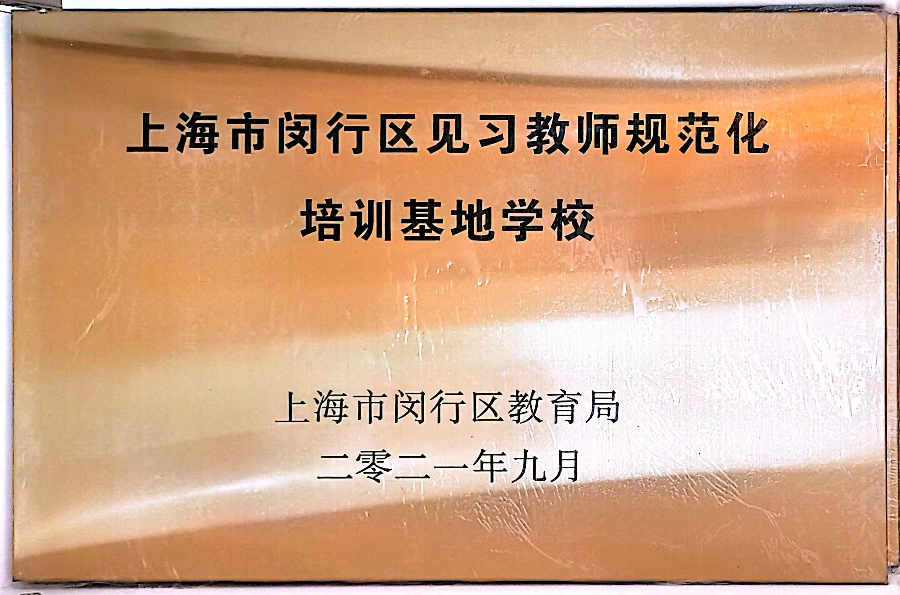 上海市闵行区见习教师规范化
培训基地学校
上海市闵行区教育局
二零二一年九月